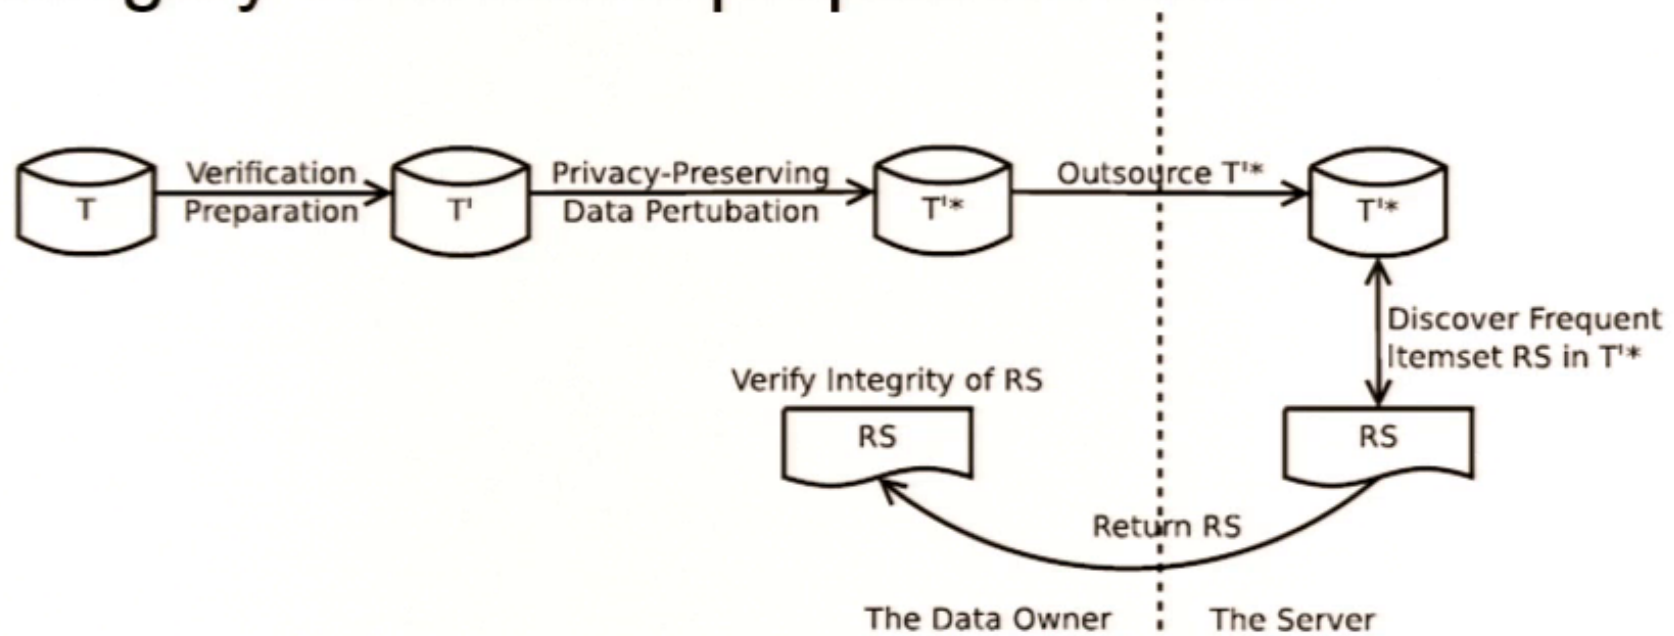 Verification
Preparation
Privacy-Preserving
Data Pertubation
Outsource T'*
T
T'
T'*
T'*
Discover Frequent
Itemset RS in T'*
Verify Integrity of RS
RS
RS
Return RS
The Data Owner
The Server